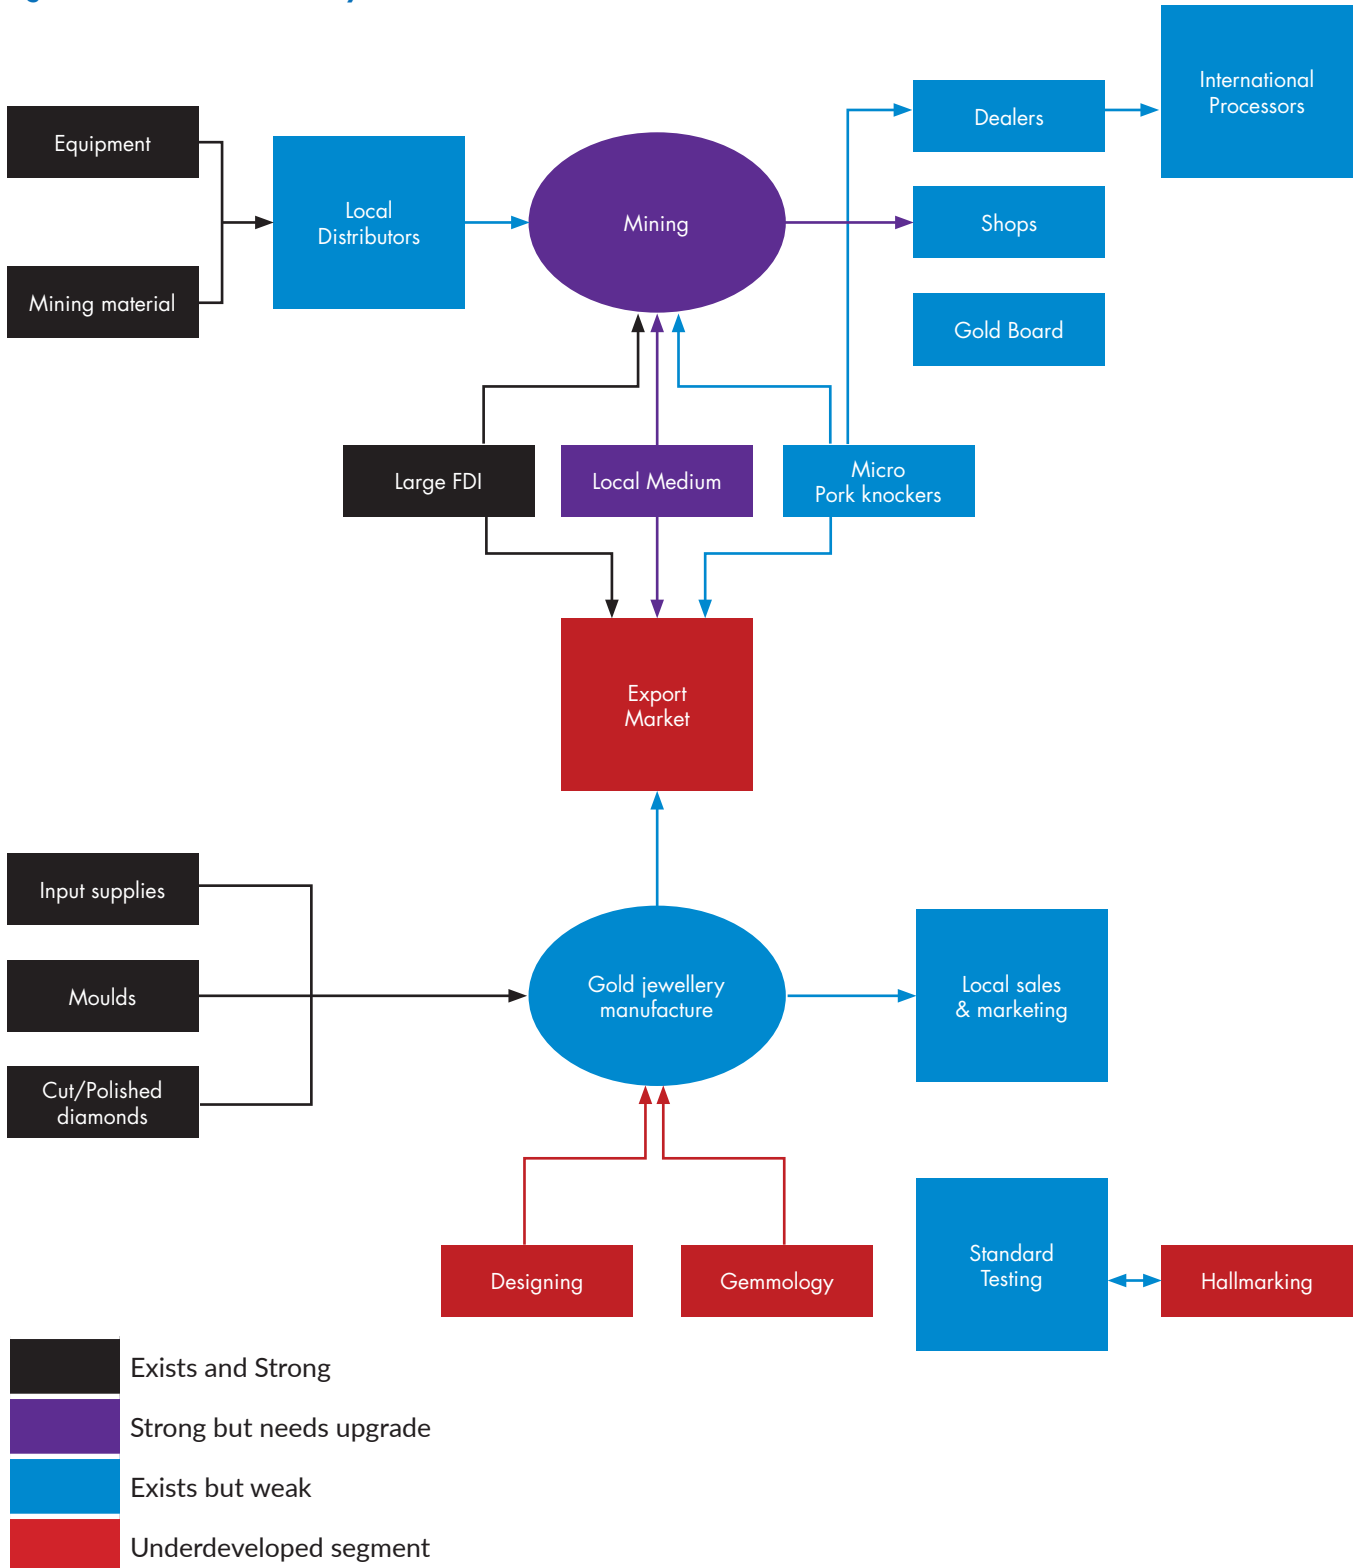 International
Processors
Dealers
Equipment
Local
Distributors
Mining
Shops
Mining material
Gold Board
Large FDI
Local Medium
Micro
Pork knockers
Export
Market
Input supplies
Moulds
Gold jewellery
manufacture
Local sales
& marketing
Cut/Polished
diamonds
Standard
Testing
Designing
Gemmology
Hallmarking
Exists and Strong
Strong but needs upgrade
Exists but weak
Underdeveloped segment